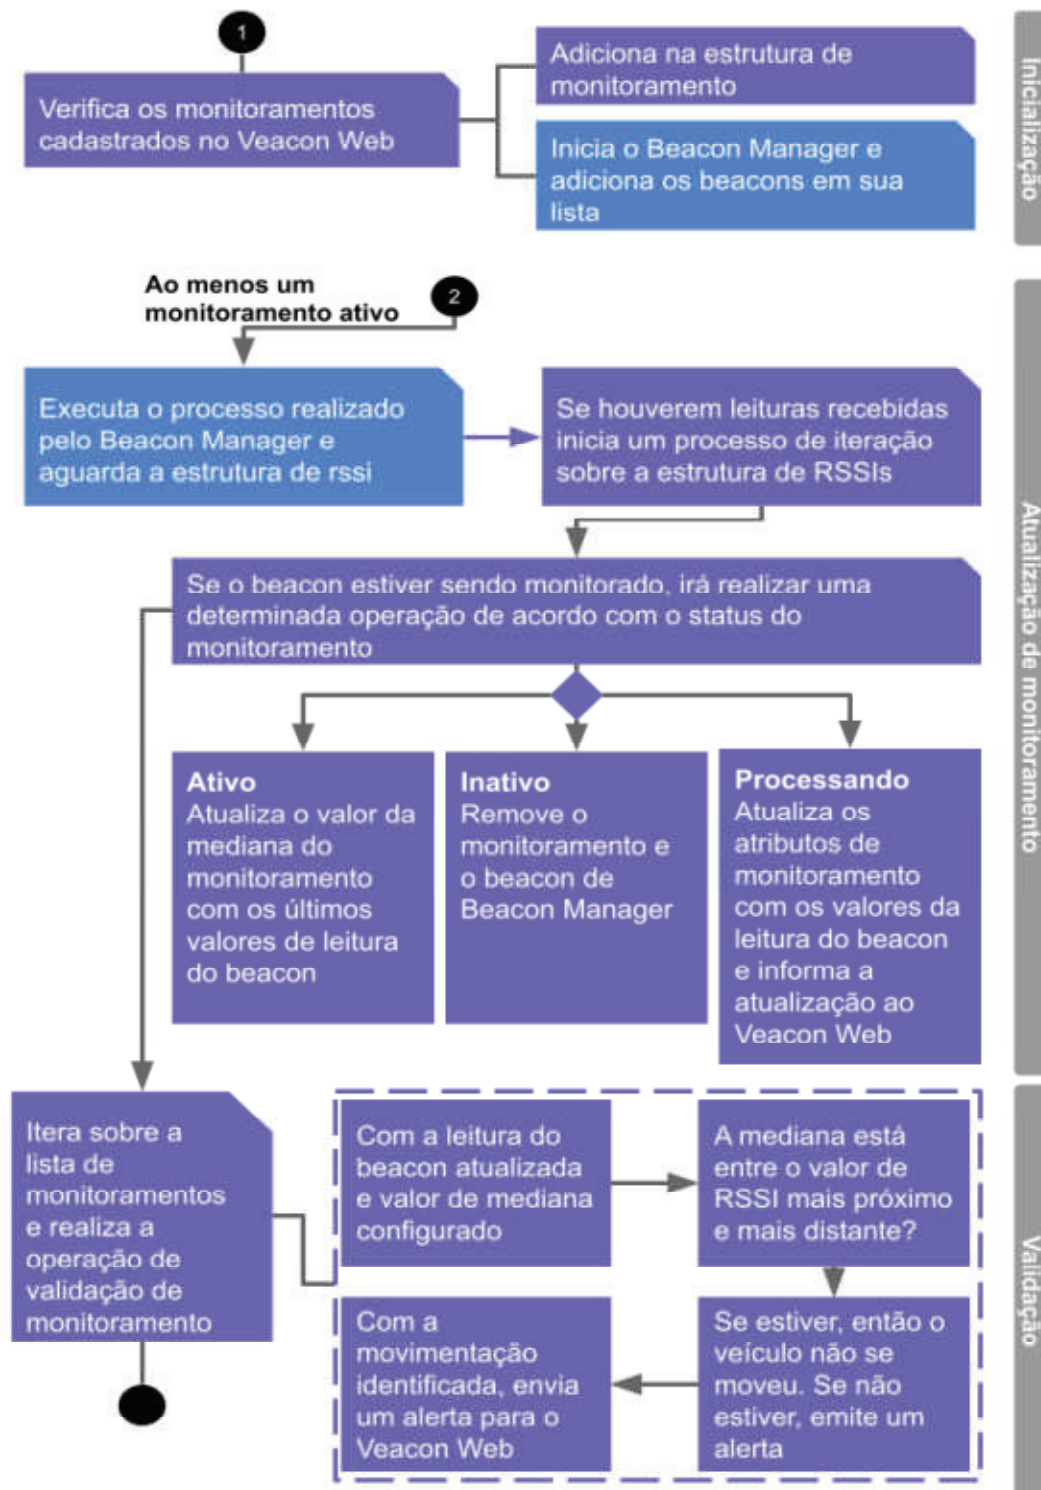 1
Verifica os monitoramentos
cadastrados no Veacon Web
Adiciona na estrutura de
monitoramento
Inicia o Beacon Manager e
adiciona os beacons em sua
lista
Inicialização
Ao menos um
monitoramento ativo
2
Executa o processo realizado
pelo Beacon Manager e
aguarda a estrutura de rssi
Se houverem leituras recebidas
inicia um processo de iteração
sobre a estrutura de RSSIs
Se o beacon estiver sendo monitorado, irá realizar uma
determinada operação de acordo com o status do
monitoramento
Ativo
Atualiza o valor da
mediana do
monitoramento
com os últimos
valores de leitura
do beacon
Inativo
Remove o
monitoramento e
o beacon de
Beacon Manager
Processando
Atualiza os
atributos de
monitoramento
com os valores da
leitura do beacon
e informa a
atualização ao
Veacon Web
Atualização de monitoramento
Itera sobre a
lista de
monitoramentos
e realiza a
operação de
validação de
monitoramento
Com a leitura do
beacon atualizada
e valor de mediana
configurado
A mediana está
entre o valor de
RSSI mais próximo
e mais distante?
Se estiver, então o
veículo não se
moveu. Se não
estiver, emite um
alerta
Com a
movimentação
identificada, envia
um alerta para o
Veacon Web
Validação